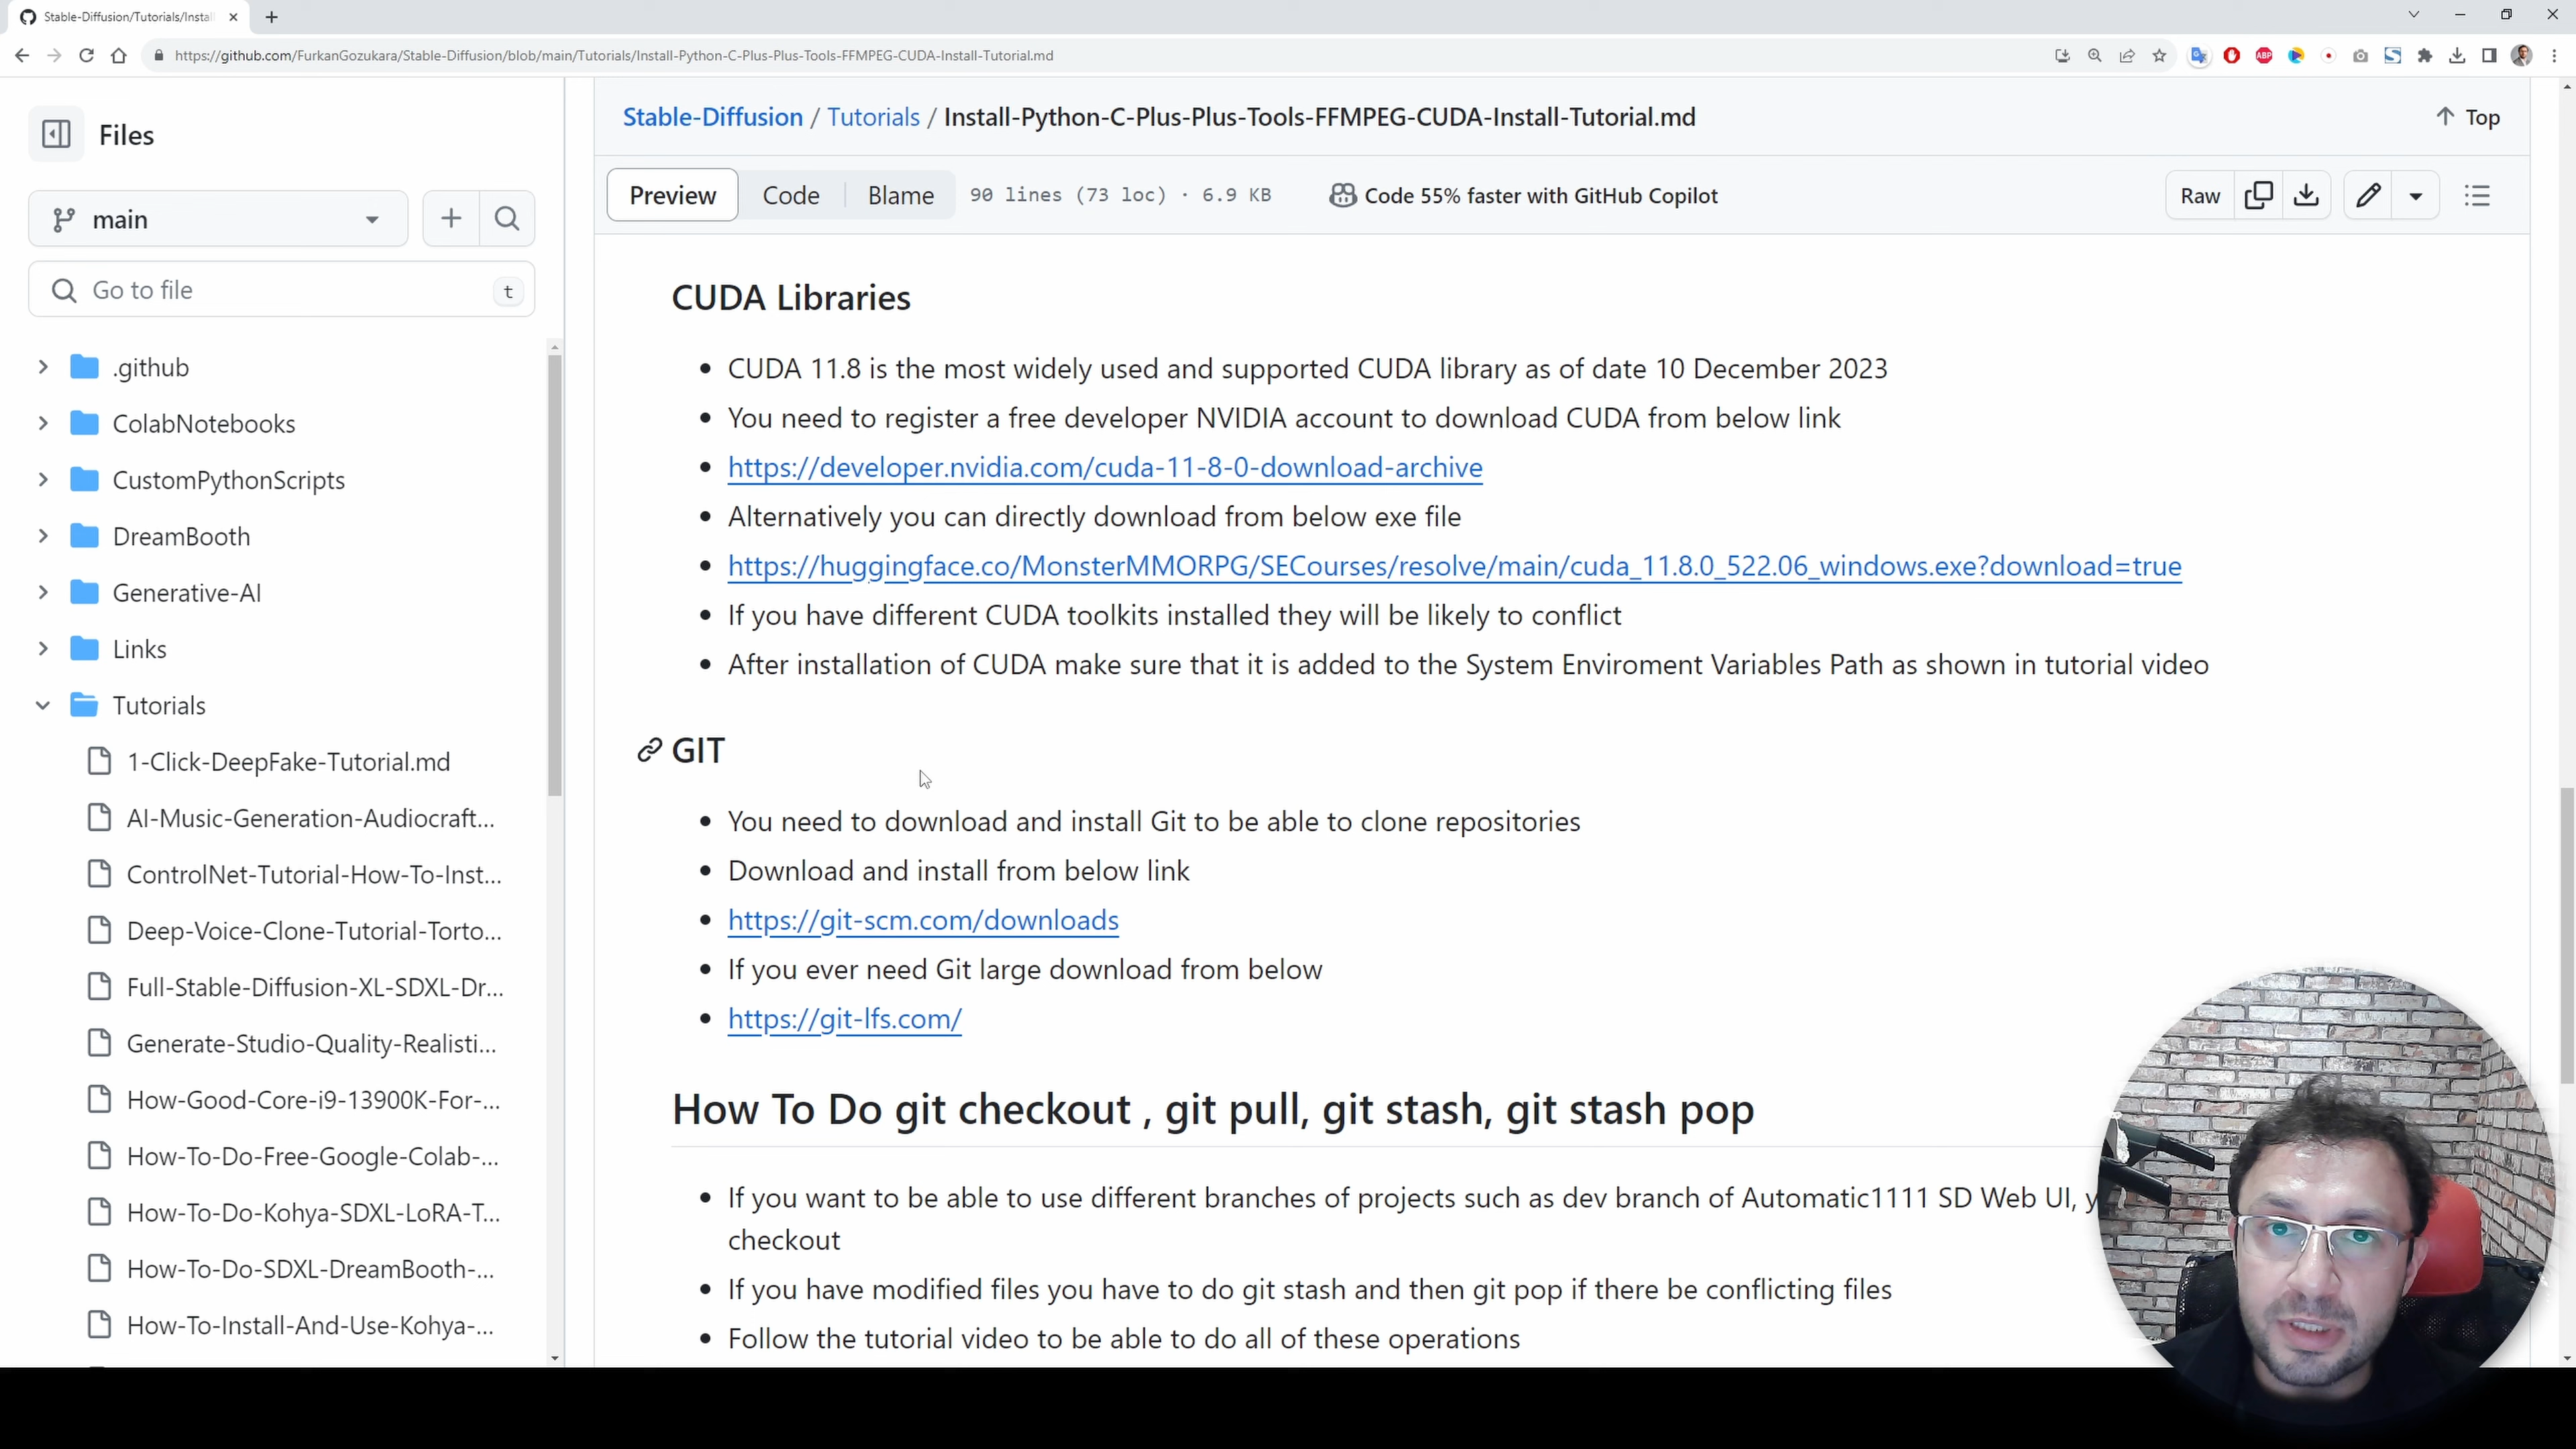 Stable-Diffusion/Tutorials/Instal
https://github.com/FurkanGozukara/Stable-Diffusion/blob/main/Tutorials/Install-Python-C-Plus-Plus-Tools-FFMPEG-CUDA-Install-Tutorial.md
ABP
Files
main
Go to file
t
.github
ColabNotebooks
CustomPythonScripts
DreamBooth
Generative-AI
Links
Tutorials
1-Click-DeepFake-Tutorial.md
AI-Music-Generation-Audiocraft...
ControlNet-Tutorial-How-To-Inst...
Deep-Voice-Clone-Tutorial-Torto...
Full-Stable-Diffusion-XL-SDXL-Dr...
Generate-Studio-Quality-Realisti...
How-Good-Core-i9-13900K-For-...
How-To-Do-Free-Google-Colab-...
How-To-Do-Kohya-SDXL-LoRA-T...
How-To-Do-SDXL-DreamBooth-...
How-To-Install-And-Use-Kohya-...
Stable-Diffusion / Tutorials / Install-Python-C-Plus-Plus-Tools-FFMPEG-CUDA-Install-Tutorial.md
Top
Preview Code Blame 90 lines (73 loc) · 6.9 KB Code 55% faster with GitHub Copilot Raw
CUDA Libraries
CUDA 11.8 is the most widely used and supported CUDA library as of date 10 December 2023
You need to register a free developer NVIDIA account to download CUDA from below link
https://developer.nvidia.com/cuda-11-8-0-download-archive
Alternatively you can directly download from below exe file
https://huggingface.co/MonsterMMORPG/SECourses/resolve/main/cuda_11.8.0_522.06_windows.exe?download=true
If you have different CUDA toolkits installed they will be likely to conflict
After installation of CUDA make sure that it is added to the System Enviroment Variables Path as shown in tutorial video
GIT
You need to download and install Git to be able to clone repositories
Download and install from below link
https://git-scm.com/downloads
If you ever need Git large download from below
https://git-lfs.com/
How To Do git checkout , git pull, git stash, git stash pop
If you want to be able to use different branches of projects such as dev branch of Automatic1111 SD Web UI, y
checkout
If you have modified files you have to do git stash and then git pop if there be conflicting files
Follow the tutorial video to be able to do all of these operations